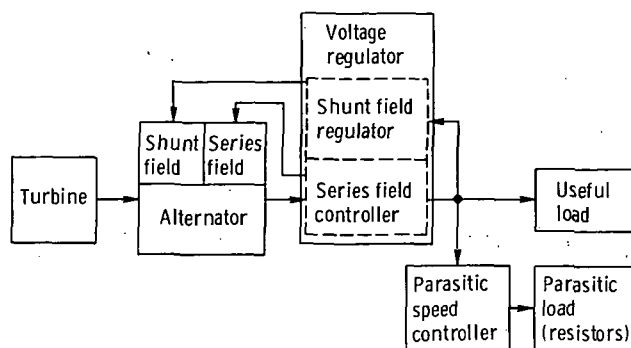 Voltage
regulator
Shunt field
regulator
Shunt
field
Series
field
Turbine
Alternator
Series field
controller
Useful
load
Parasitic
speed
controller
Parasitic
load
(resistors)